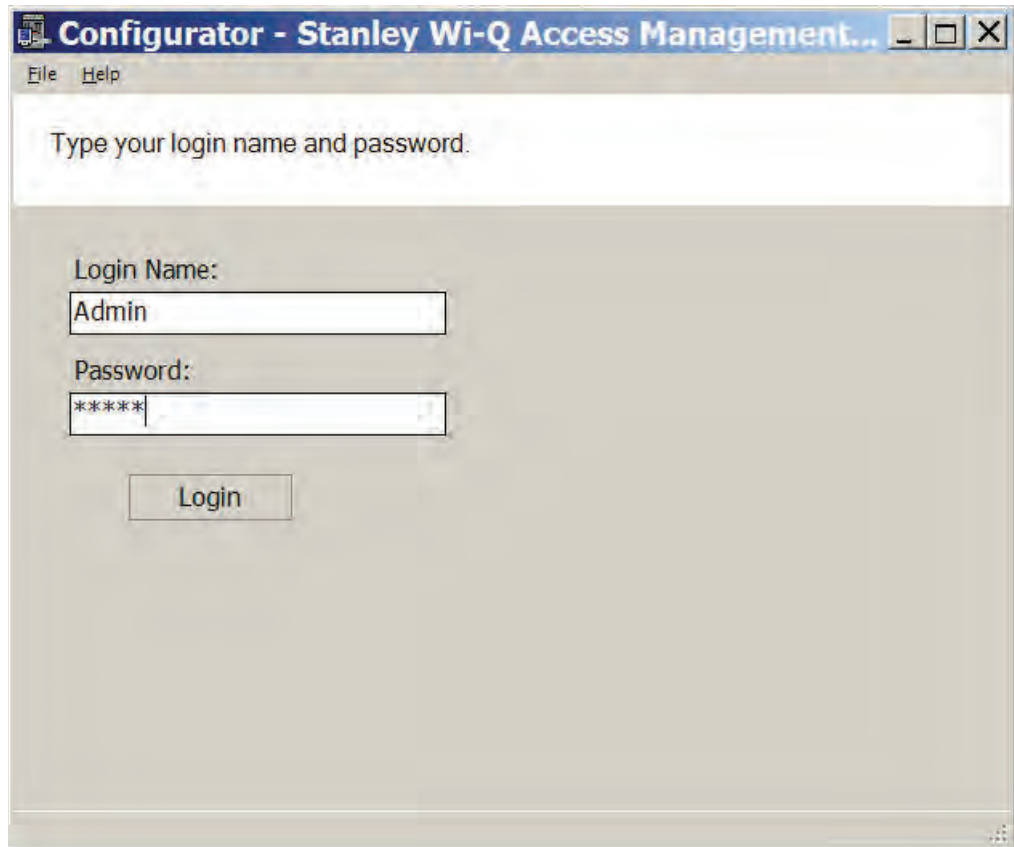 Configurator - Stanley Wi-Q Access Management...
File Help
Type your login name and password.
Login Name:
Admin
Password:
*****
Login